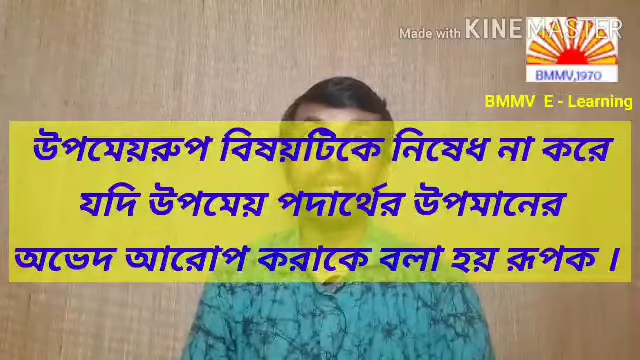 Made with KINEMASTER
BMMV,1970
BMMV E - Learning
উপমেয়রুপ বিষয়টিকে নিষেধ না করে
যদি উপমেয় পদার্থের উপমানের
অভেদ আরোপ করাকে বলা হয় রূপক ।